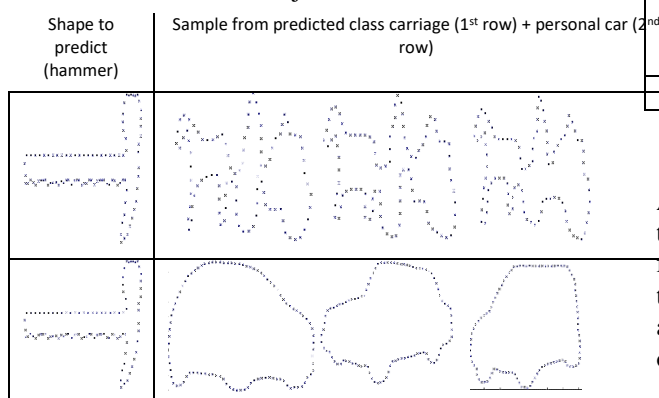 Shape to
predict
(hammer)
Sample from predicted class carriage (1st row) + personal car (2nd
row)